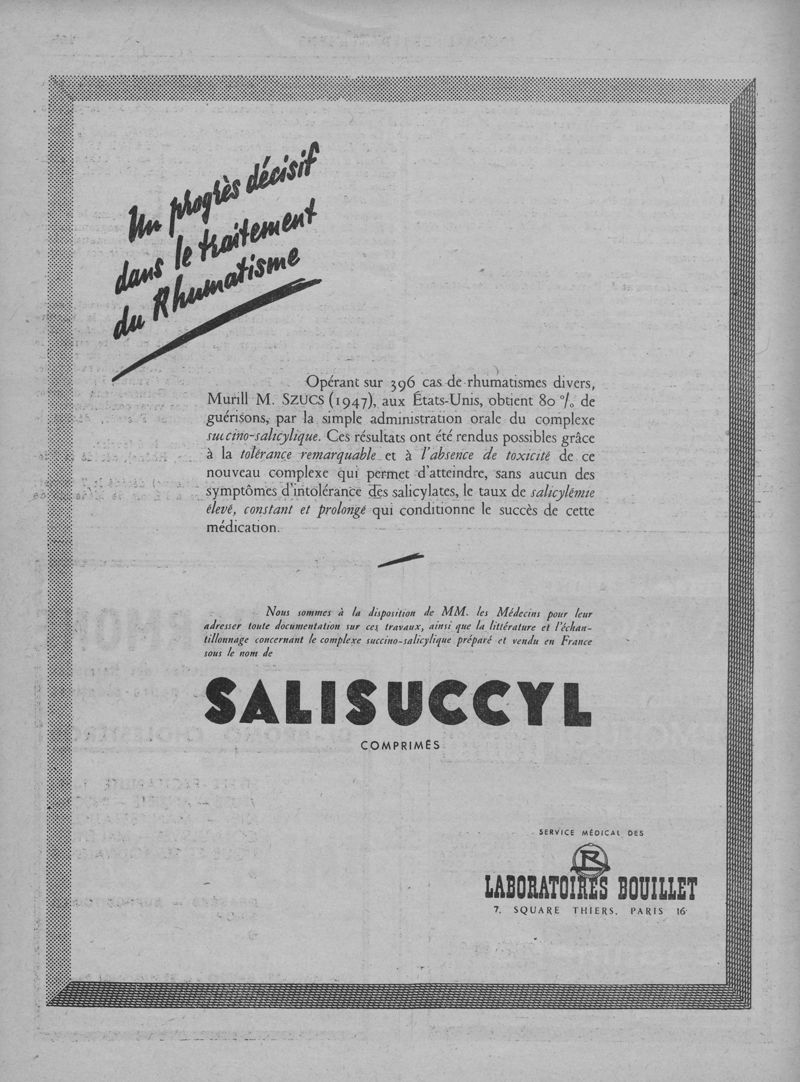 Un progrès décisif
dans le traitement
du Rhumatisme
Opérant sur 396 cas de rhumatismes divers,
Murill M. SZUCS (1947), aux États-Unis, obtient 80 % de
guérisons, par la simple administration orale du complexe
succino-salicylique. Ces résultats ont été rendus possibles grâce
à la tolérance remarquable et à l'absence de toxicité de ce
nouveau complexe qui permet d'atteindre, sans aucun des
symptômes d'intolérance des salicylates, le taux de salicylémie
élevé, constant et prolongé qui conditionne le succès de cette
médication.
Nous sommes à la disposition de MM. les Médecins pour leur
adresser toute documentation sur ces travaux, ainsi que la littérature et l'échan-
tillonnage concernant le complexe succino-salicylique préparé et vendu en France
sous le nom de
SALISUCCYL
COMPRIMÉS
SERVICE MÉDICAL DES
LABORATOIRES BOUILLET
7, SQUARE THIERS, PARIS 16